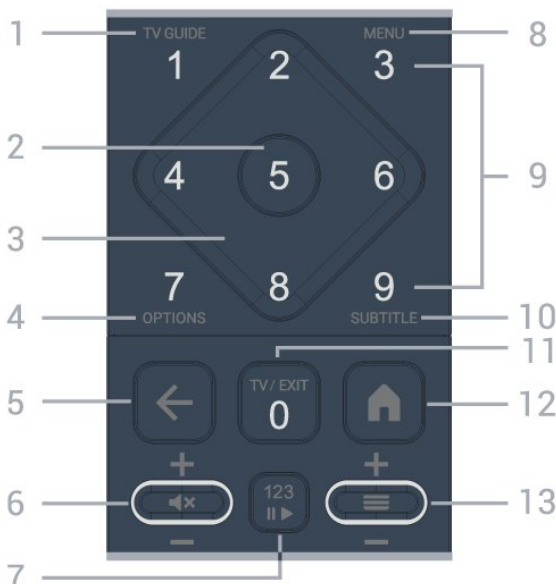 1 TV GUIDE MENU 8
1 2 3
2
4 5 6 9
3
7 8 9
4 OPTIONS SUBTITLE 10
11
5 TV / EXIT 12
0
+ +
6 123 13
- -
7